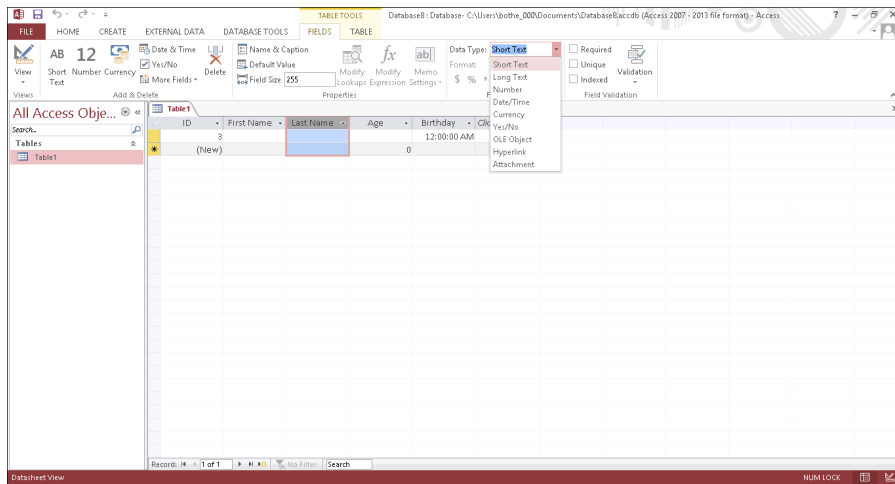 TABLE TOOLS
Database8 : Database- C:\Users\bothe_000\Documents\Database8.accdb (Access 2007 - 2013 file format) - Access
FILE HOME CREATE EXTERNAL DATA DATABASE TOOLS FIELDS TABLE
View
Views
AB Short Text
12 Number
Currency
Date & Time
Yes/No
More Fields
Delete
Add & Delete
Name & Caption
Default Value
Field Size 255
Modify Lookups
fx Modify Expression
ab Memo Settings
Properties
Data Type: Short Text
Format:
$ % ,
Required
Unique
Indexed
Validation
Field Validation
Short Text
Long Text
Number
Date/Time
Currency
Yes/No
OLE Object
Hyperlink
Attachment
All Access Obje...
Search..
Tables
Table1
Table1
ID First Name Last Name Age Birthday
3 12:00:00 AM
(New) 0
Record: 1 of 1 No Filter Search
Datasheet View NUM LOCK